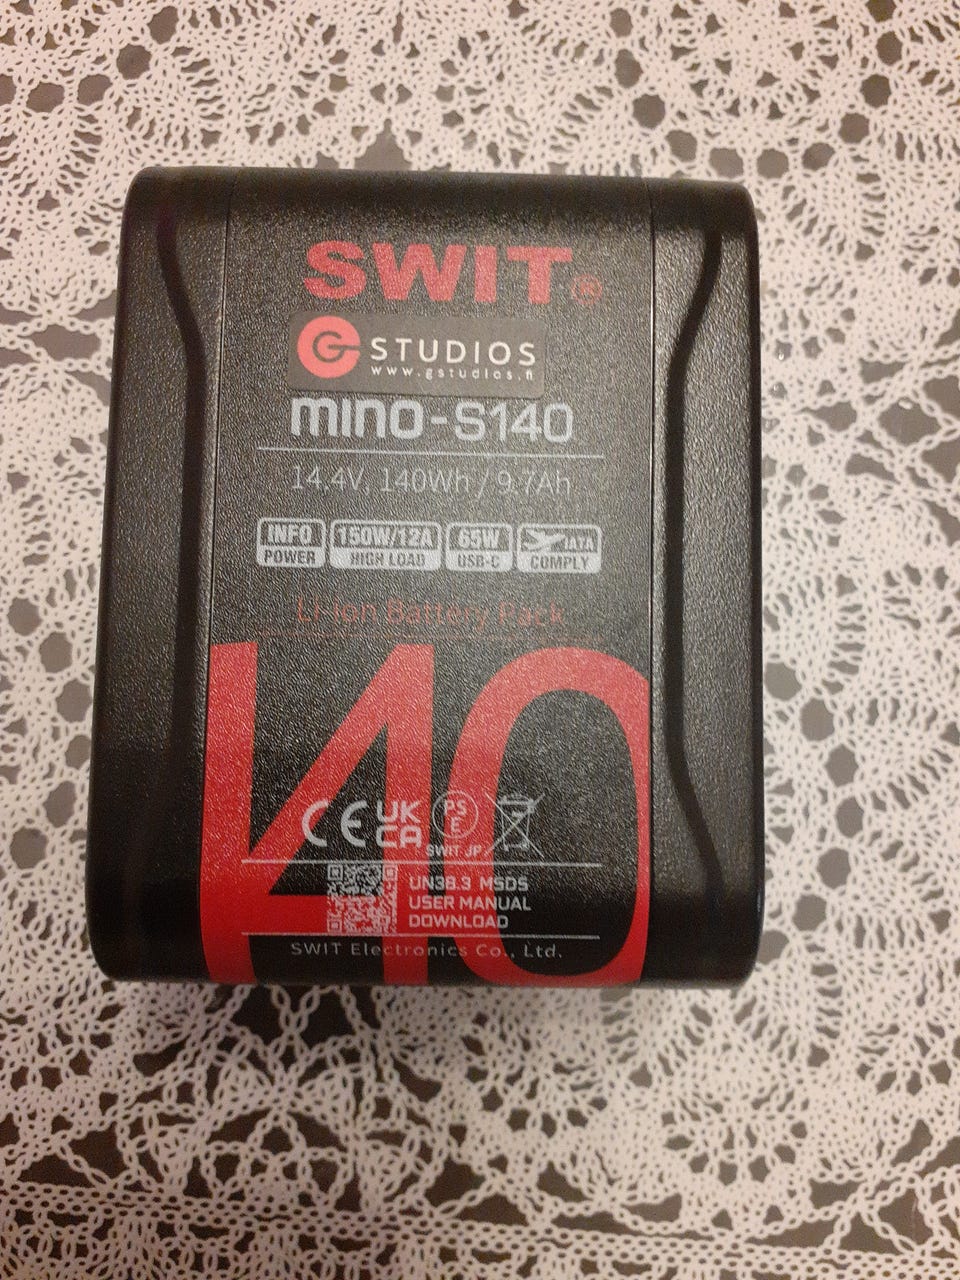 SWIT®
G STUDIOS
www.gstudios.fi
mino-S140
14.4V, 140Wh / 9.7Ah
INFO 150W/12A 65W IATA
POWER HIGH LOAD USB-C COMPLY
Li-Ion Battery Pack
140
CE UK CA PS E
SWIT JP
UN38.3 MSDS
USER MANUAL
DOWNLOAD
SWIT Electronics Co., Ltd.